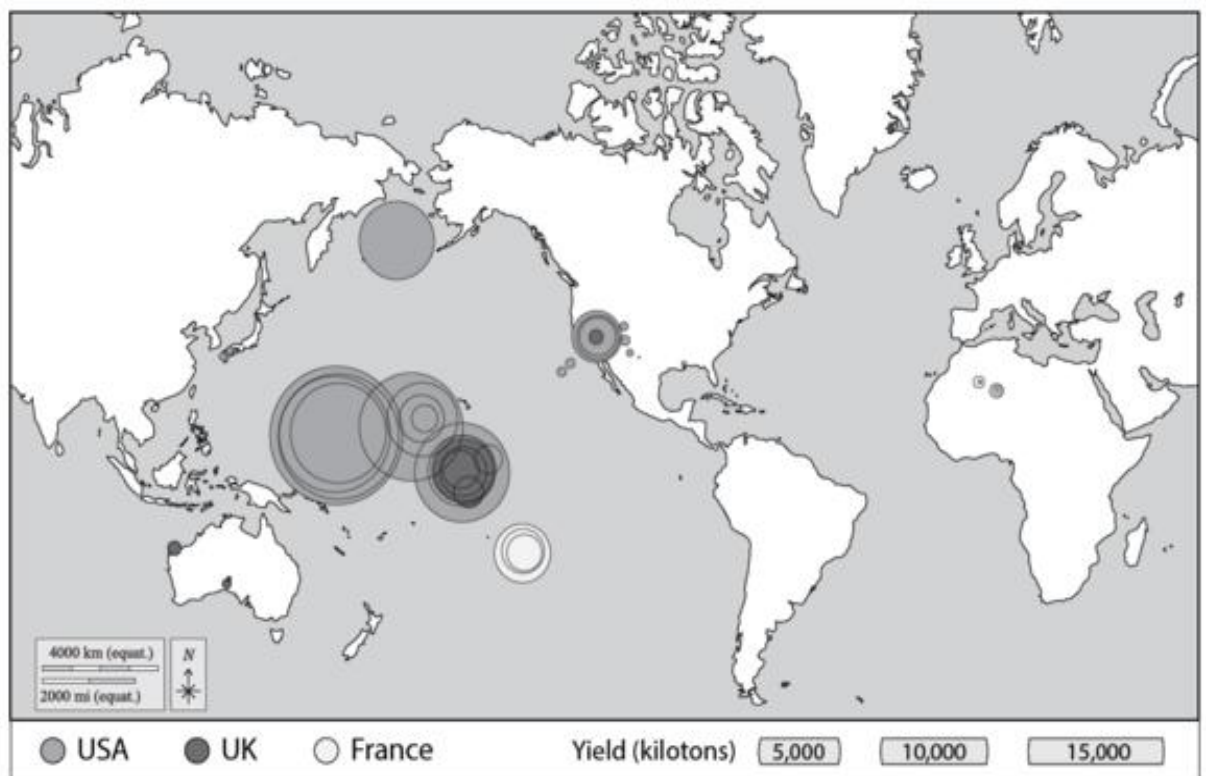 4000 km (equat.)
N
2000 mi (equat.)
USA UK France Yield (kilotons) 5,000 10,000 15,000